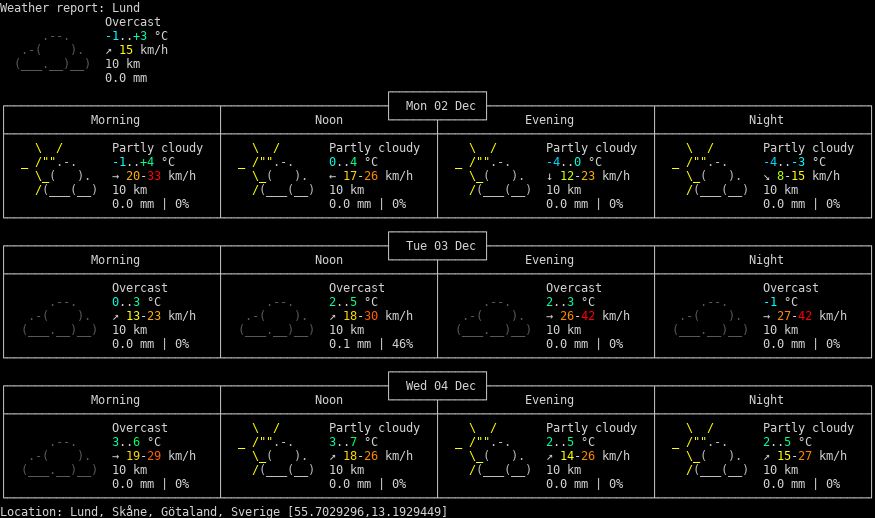 Weather report: Lund
Overcast
-1..+3 °C
↗ 15 km/h
10 km
0.0 mm
Mon 02 Dec
Morning Noon Evening Night
Partly cloudy Partly cloudy Partly cloudy Partly cloudy
-1..+4 °C 0..4 °C -4..0 °C -4..-3 °C
→ 20-33 km/h ← 17-26 km/h ↓ 12-23 km/h ↘ 8-15 km/h
10 km 10 km 10 km 10 km
0.0 mm | 0% 0.0 mm | 0% 0.0 mm | 0% 0.0 mm | 0%
Tue 03 Dec
Morning Noon Evening Night
Overcast Overcast Overcast Overcast
0..3 °C 2..5 °C 2..3 °C -1 °C
↗ 13-23 km/h ↗ 18-30 km/h → 26-42 km/h → 27-42 km/h
10 km 10 km 10 km 10 km
0.0 mm | 0% 0.1 mm | 46% 0.0 mm | 0% 0.0 mm | 0%
Wed 04 Dec
Morning Noon Evening Night
Overcast Partly cloudy Partly cloudy Partly cloudy
3..6 °C 3..7 °C 2..5 °C 2..5 °C
→ 19-29 km/h ↗ 18-26 km/h ↗ 14-26 km/h ↗ 15-27 km/h
10 km 10 km 10 km 10 km
0.0 mm | 0% 0.0 mm | 0% 0.0 mm | 0% 0.0 mm | 0%
Location: Lund, Skåne, Götaland, Sverige [55.7029296,13.1929449]